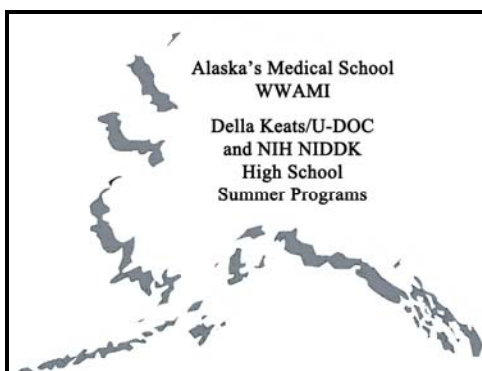 Alaska's Medical School
WWAMI
Della Keats/U-DOC
and NIH NIDDK
High School
Summer Programs